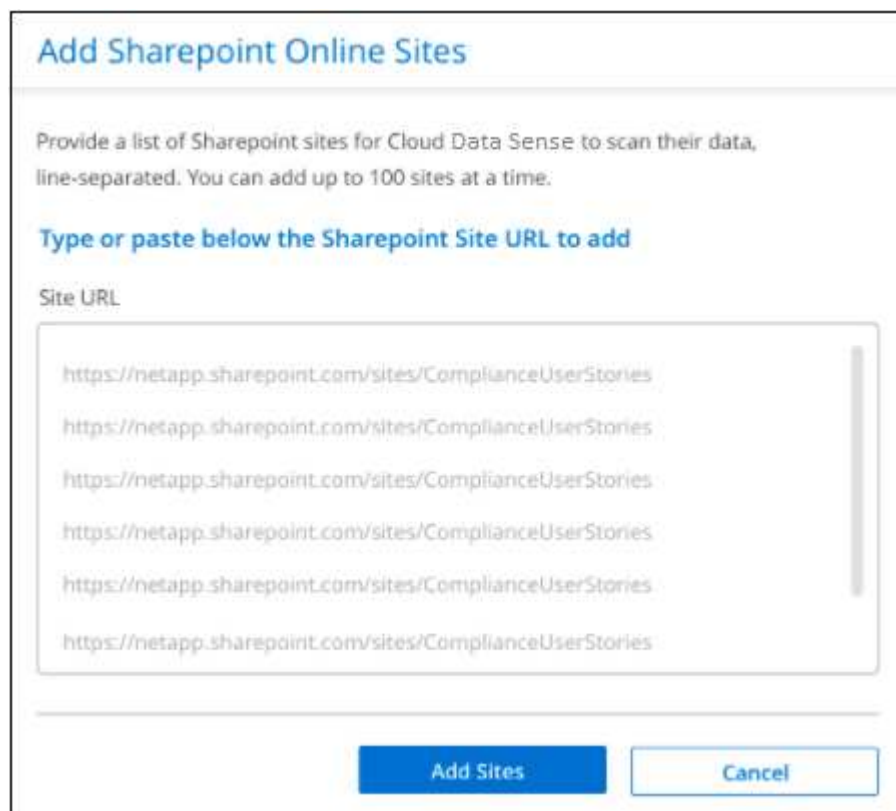 Add Sharepoint Online Sites
Provide a list of Sharepoint sites for Cloud Data Sense to scan their data,
line-separated. You can add up to 100 sites at a time.
Type or paste below the Sharepoint Site URL to add
Site URL
https://netapp.sharepoint.com/sites/ComplianceUserStories
https://netapp.sharepoint.com/sites/ComplianceUserStories
https://netapp.sharepoint.com/sites/ComplianceUserStories
https://netapp.sharepoint.com/sites/ComplianceUserStories
https://netapp.sharepoint.com/sites/ComplianceUserStories
https://netapp.sharepoint.com/sites/ComplianceUserStories
Add Sites Cancel